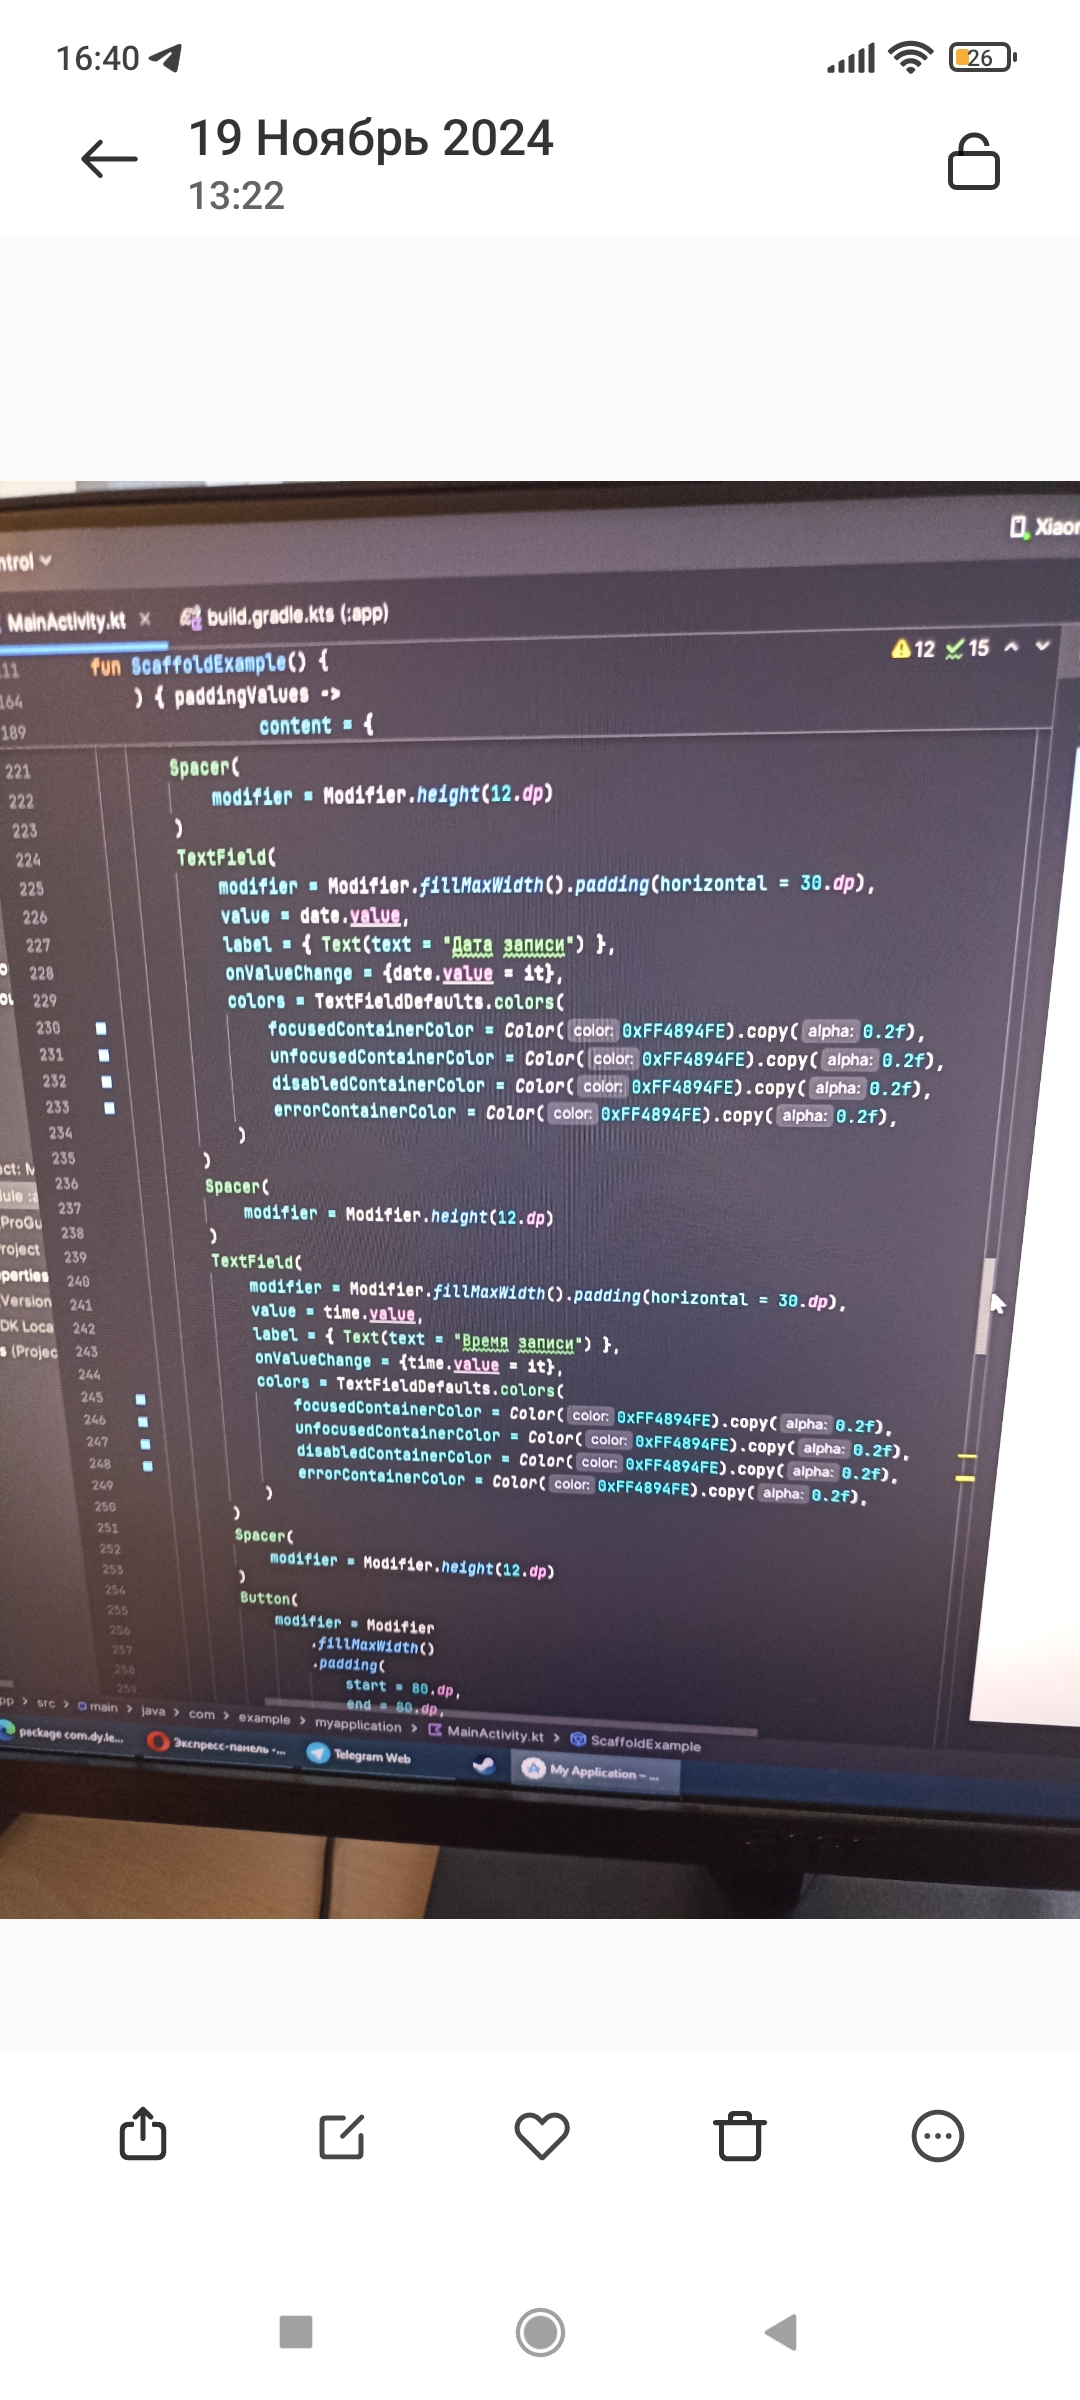 16:40
26
19 Ноябрь 2024
13:22
Xiaor
ntrol
MainActivity.kt × build.gradle.kts (:app)
11 fun ScaffoldExample() {
12 15
164 ) { paddingValues ->
189 content = {
221 Spacer(
222 modifier = Modifier.height(12.dp)
223 )
224 TextField(
225 modifier = Modifier.fillMaxWidth().padding(horizontal = 30.dp),
226 value = date.value,
227 label = { Text(text = "Дата записи") },
228 onValueChange = {date.value = it},
229 colors = TextFieldDefaults.colors(
230 focusedContainerColor = Color( color: 0xFF4894FE).copy( alpha: 0.2f),
231 unfocusedContainerColor = Color( color: 0xFF4894FE).copy( alpha: 0.2f),
232 disabledContainerColor = Color( color: 0xFF4894FE).copy( alpha: 0.2f),
233 errorContainerColor = Color( color: 0xFF4894FE).copy( alpha: 0.2f),
234 )
235 )
236 Spacer(
237 modifier = Modifier.height(12.dp)
238 )
239 TextField(
240 modifier = Modifier.fillMaxWidth().padding(horizontal = 30.dp),
241 value = time.value,
242 label = { Text(text = "Время записи") },
243 onValueChange = {time.value = it},
244 colors = TextFieldDefaults.colors(
245 focusedContainerColor = Color( color: 0xFF4894FE).copy( alpha: 0.2f),
246 unfocusedContainerColor = Color( color: 0xFF4894FE).copy( alpha: 0.2f),
247 disabledContainerColor = Color( color: 0xFF4894FE).copy( alpha: 0.2f),
248 errorContainerColor = Color( color: 0xFF4894FE).copy( alpha: 0.2f),
249 )
250 )
251 Spacer(
252 modifier = Modifier.height(12.dp)
253 )
254 Button(
255 modifier = Modifier
256 .fillMaxWidth()
257 .padding(
258 start = 80.dp,
259 end = 80.dp,
ect: M
ule :a
ProGu
roject
perties
Version
DK Loca
s (Projec
pp > src > main > java > com > example > myapplication > MainActivity.kt > ScaffoldExample
package com.dy.le... Экспресс-панель -... Telegram Web My Application – ...